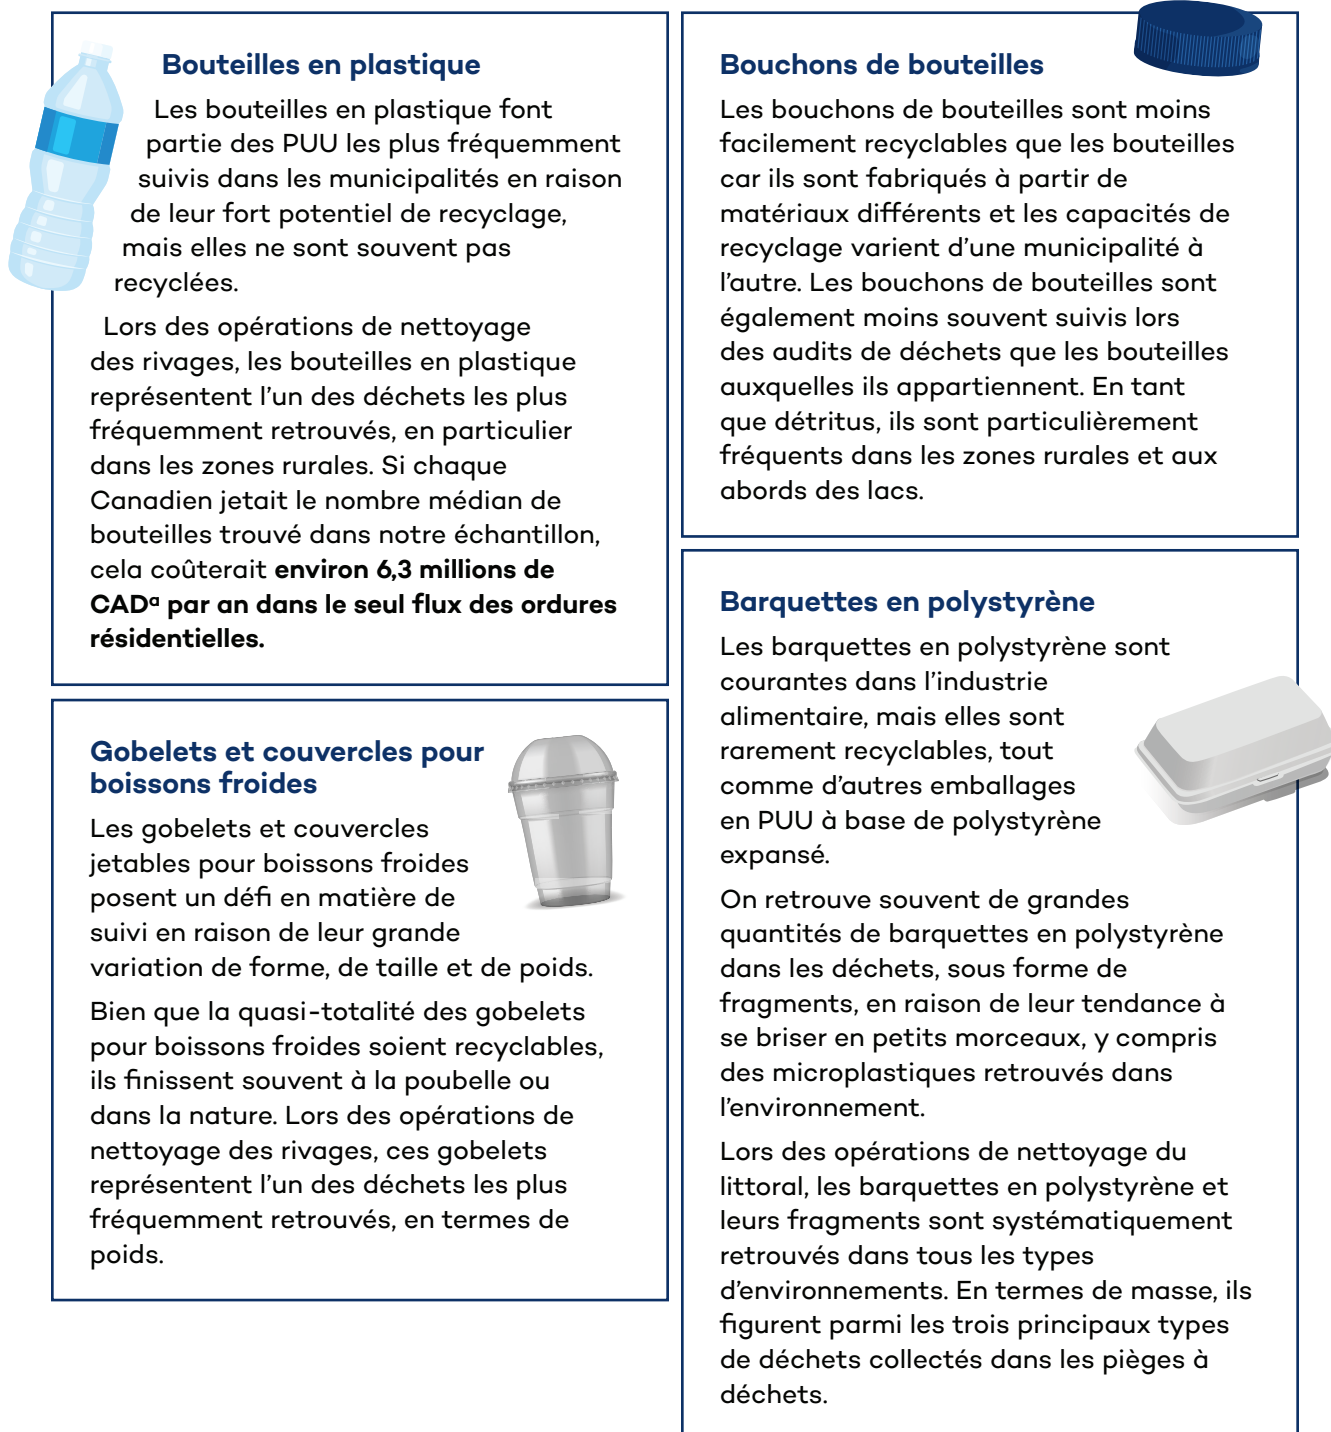 Bouteilles en plastique
Les bouteilles en plastique font
partie des PUU les plus fréquemment
suivis dans les municipalités en raison
de leur fort potentiel de recyclage,
mais elles ne sont souvent pas
recyclées.
Lors des opérations de nettoyage
des rivages, les bouteilles en plastique
représentent l’un des déchets les plus
fréquemment retrouvés, en particulier
dans les zones rurales. Si chaque
Canadien jetait le nombre médian de
bouteilles trouvé dans notre échantillon,
cela coûterait environ 6,3 millions de
CADᵃ par an dans le seul flux des ordures
résidentielles.
Gobelets et couvercles pour
boissons froides
Les gobelets et couvercles
jetables pour boissons froides
posent un défi en matière de
suivi en raison de leur grande
variation de forme, de taille et de poids.
Bien que la quasi-totalité des gobelets
pour boissons froides soient recyclables,
ils finissent souvent à la poubelle ou
dans la nature. Lors des opérations de
nettoyage des rivages, ces gobelets
représentent l’un des déchets les plus
fréquemment retrouvés, en termes de
poids.
Bouchons de bouteilles
Les bouchons de bouteilles sont moins
facilement recyclables que les bouteilles
car ils sont fabriqués à partir de
matériaux différents et les capacités de
recyclage varient d’une municipalité à
l’autre. Les bouchons de bouteilles sont
également moins souvent suivis lors
des audits de déchets que les bouteilles
auxquelles ils appartiennent. En tant
que détritus, ils sont particulièrement
fréquents dans les zones rurales et aux
abords des lacs.
Barquettes en polystyrène
Les barquettes en polystyrène sont
courantes dans l’industrie
alimentaire, mais elles sont
rarement recyclables, tout
comme d’autres emballages
en PUU à base de polystyrène
expansé.
On retrouve souvent de grandes
quantités de barquettes en polystyrène
dans les déchets, sous forme de
fragments, en raison de leur tendance à
se briser en petits morceaux, y compris
des microplastiques retrouvés dans
l’environnement.
Lors des opérations de nettoyage du
littoral, les barquettes en polystyrène et
leurs fragments sont systématiquement
retrouvés dans tous les types
d’environnements. En termes de masse, ils
figurent parmi les trois principaux types
de déchets collectés dans les pièges à
déchets.